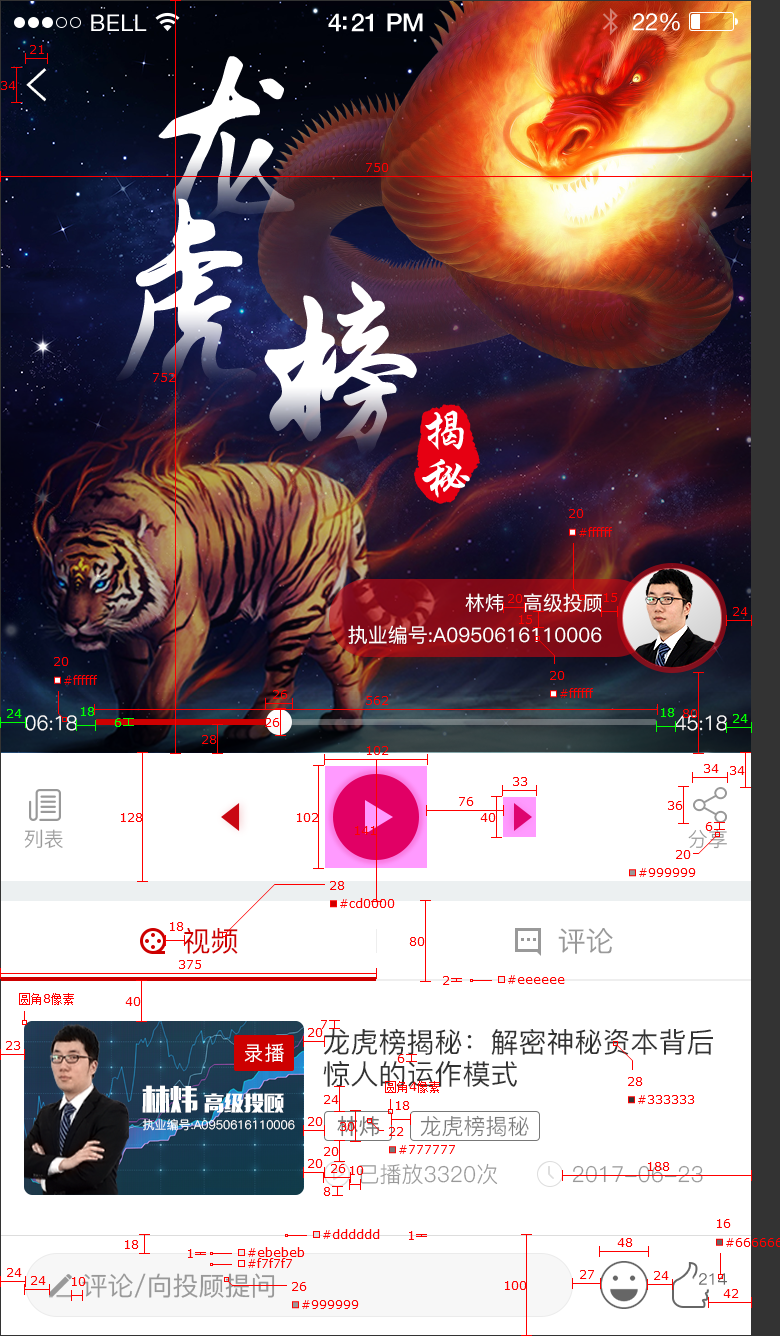 BELL 4:21 PM 22%
21
34
750
龙
虎
榜
752
揭
秘
20
#ffffff
林炜 20 高级投顾 15
15
执业编号:A0950616110006
24
20
#ffffff
20
#ffffff
26
562
24 06:18 18 6 26 18 45:18 24
28
102
34 34
33
128 102 76 40 36
列表 分享
20
#999999
28
#cd0000
18
视频 80 评论
375
2 #eeeeee
圆角8像素 40
23
录播
林炜 高级投顾
执业编号:A0950616110006
20 7
龙虎榜揭秘：解密神秘资本背后
6
惊人的运作模式
圆角4像素
28
#333333
24 18
20 林炜 30 9 22 龙虎榜揭秘
20 #777777
20 26 10 已播放3320次 2017-06-23 188
8
#dddddd 1
18 1 #ebebeb
#f7f7f7
16
#666666
24 24 10 评论/向投顾提问
26
#999999
100 27 48 24 214
42